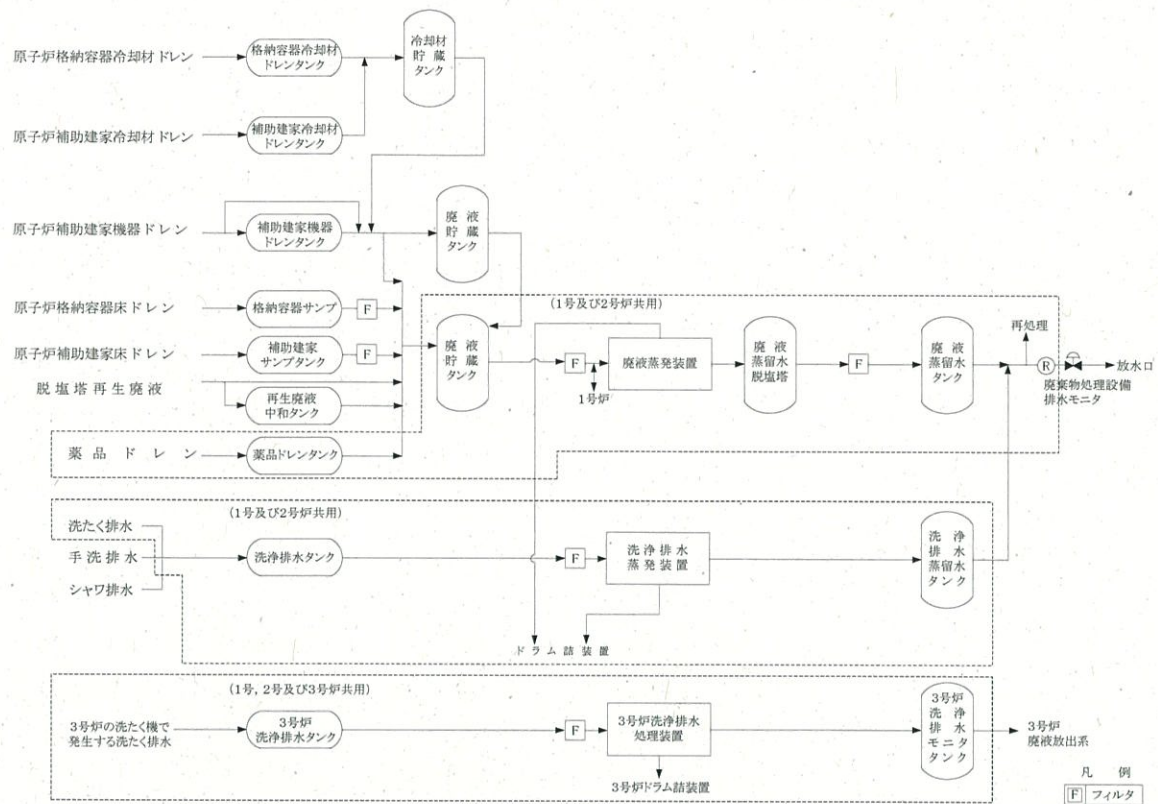 原子炉格納容器冷却材ドレン
格納容器冷却材
ドレンタンク
冷却材
貯蔵
タンク
原子炉補助建家冷却材ドレン
補助建家冷却材
ドレンタンク
原子炉補助建家機器ドレン
補助建家機器
ドレンタンク
廃液
貯蔵
タンク
原子炉格納容器床ドレン
格納容器サンプ
F
原子炉補助建家床ドレン
補助建家
サンプタンク
F
脱塩塔再生廃液
再生廃液
中和タンク
薬品ドレン
薬品ドレンタンク
(1号及び2号炉共用)
廃液
貯蔵
タンク
F
1号炉
廃液蒸発装置
廃液
蒸留水
脱塩塔
F
廃液
蒸留水
タンク
再処理
R
放水口
廃棄物処理設備
排水モニタ
(1号及び2号炉共用)
洗たく排水
手洗排水
シャワ排水
洗浄排水タンク
F
洗浄排水
蒸発装置
洗浄
排水
蒸留水
タンク
ドラム詰装置
(1号, 2号及び3号炉共用)
3号炉の洗たく機で
発生する洗たく排水
3号炉
洗浄排水タンク
F
3号炉洗浄排水
処理装置
3号炉
洗浄
排水
モニタ
タンク
3号炉
廃液放出系
3号炉ドラム詰装置
凡例
F フィルタ